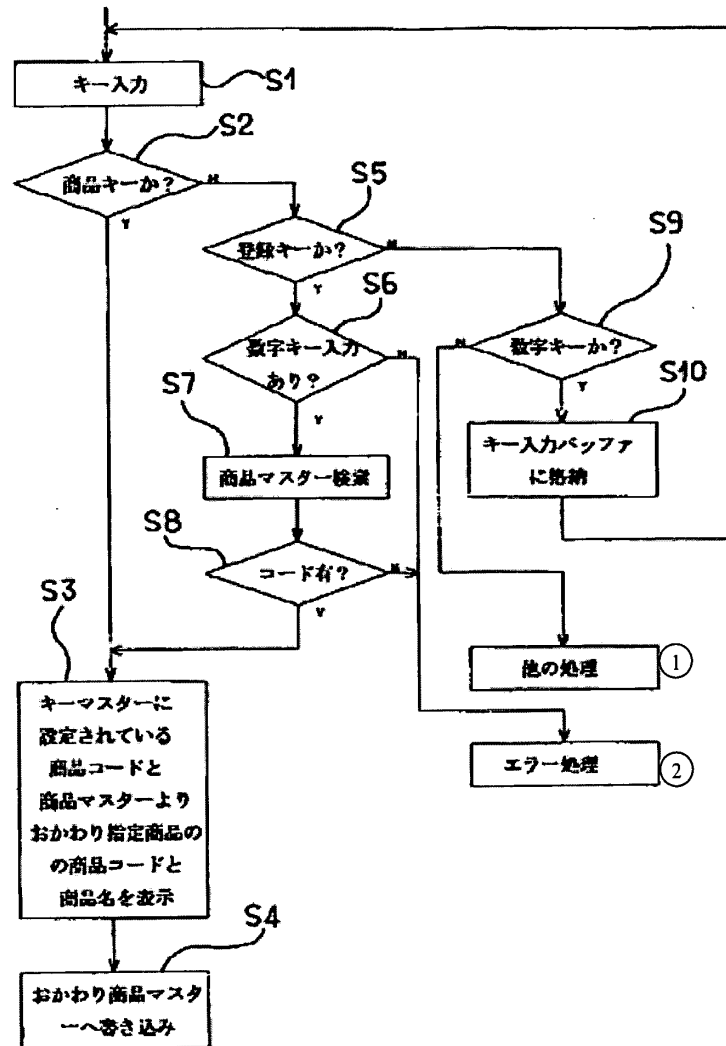 キー入力
S1
S2
商品キーか?
N
Y
S5
登録キーか?
N
Y
S6
数字キー入力
あり?
N
Y
S7
商品マスター検索
S8
コード有?
N
Y
S9
数字キーか?
N
Y
S10
キー入力バッファ
に格納
S3
キーマスターに
設定されている
商品コードと
商品マスターより
おかわり指定商品の
の商品コードと
商品名を表示
他の処理
①
エラー処理
②
S4
おかわり商品マスタ
ーへ書き込み